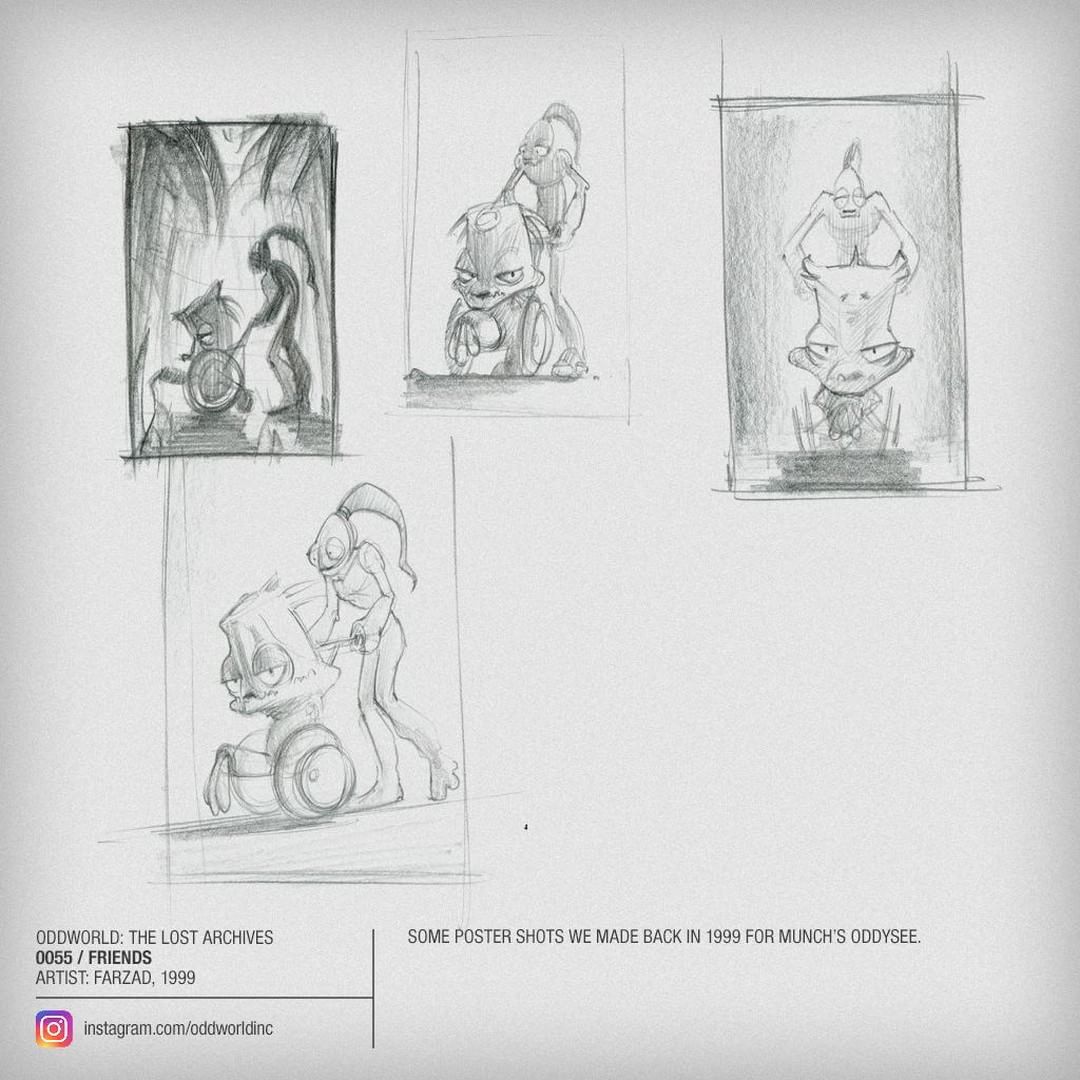 ODDWORLD: THE LOST ARCHIVES
0055 / FRIENDS
ARTIST: FARZAD, 1999
instagram.com/oddworldinc
SOME POSTER SHOTS WE MADE BACK IN 1999 FOR MUNCH'S ODDYSEE.